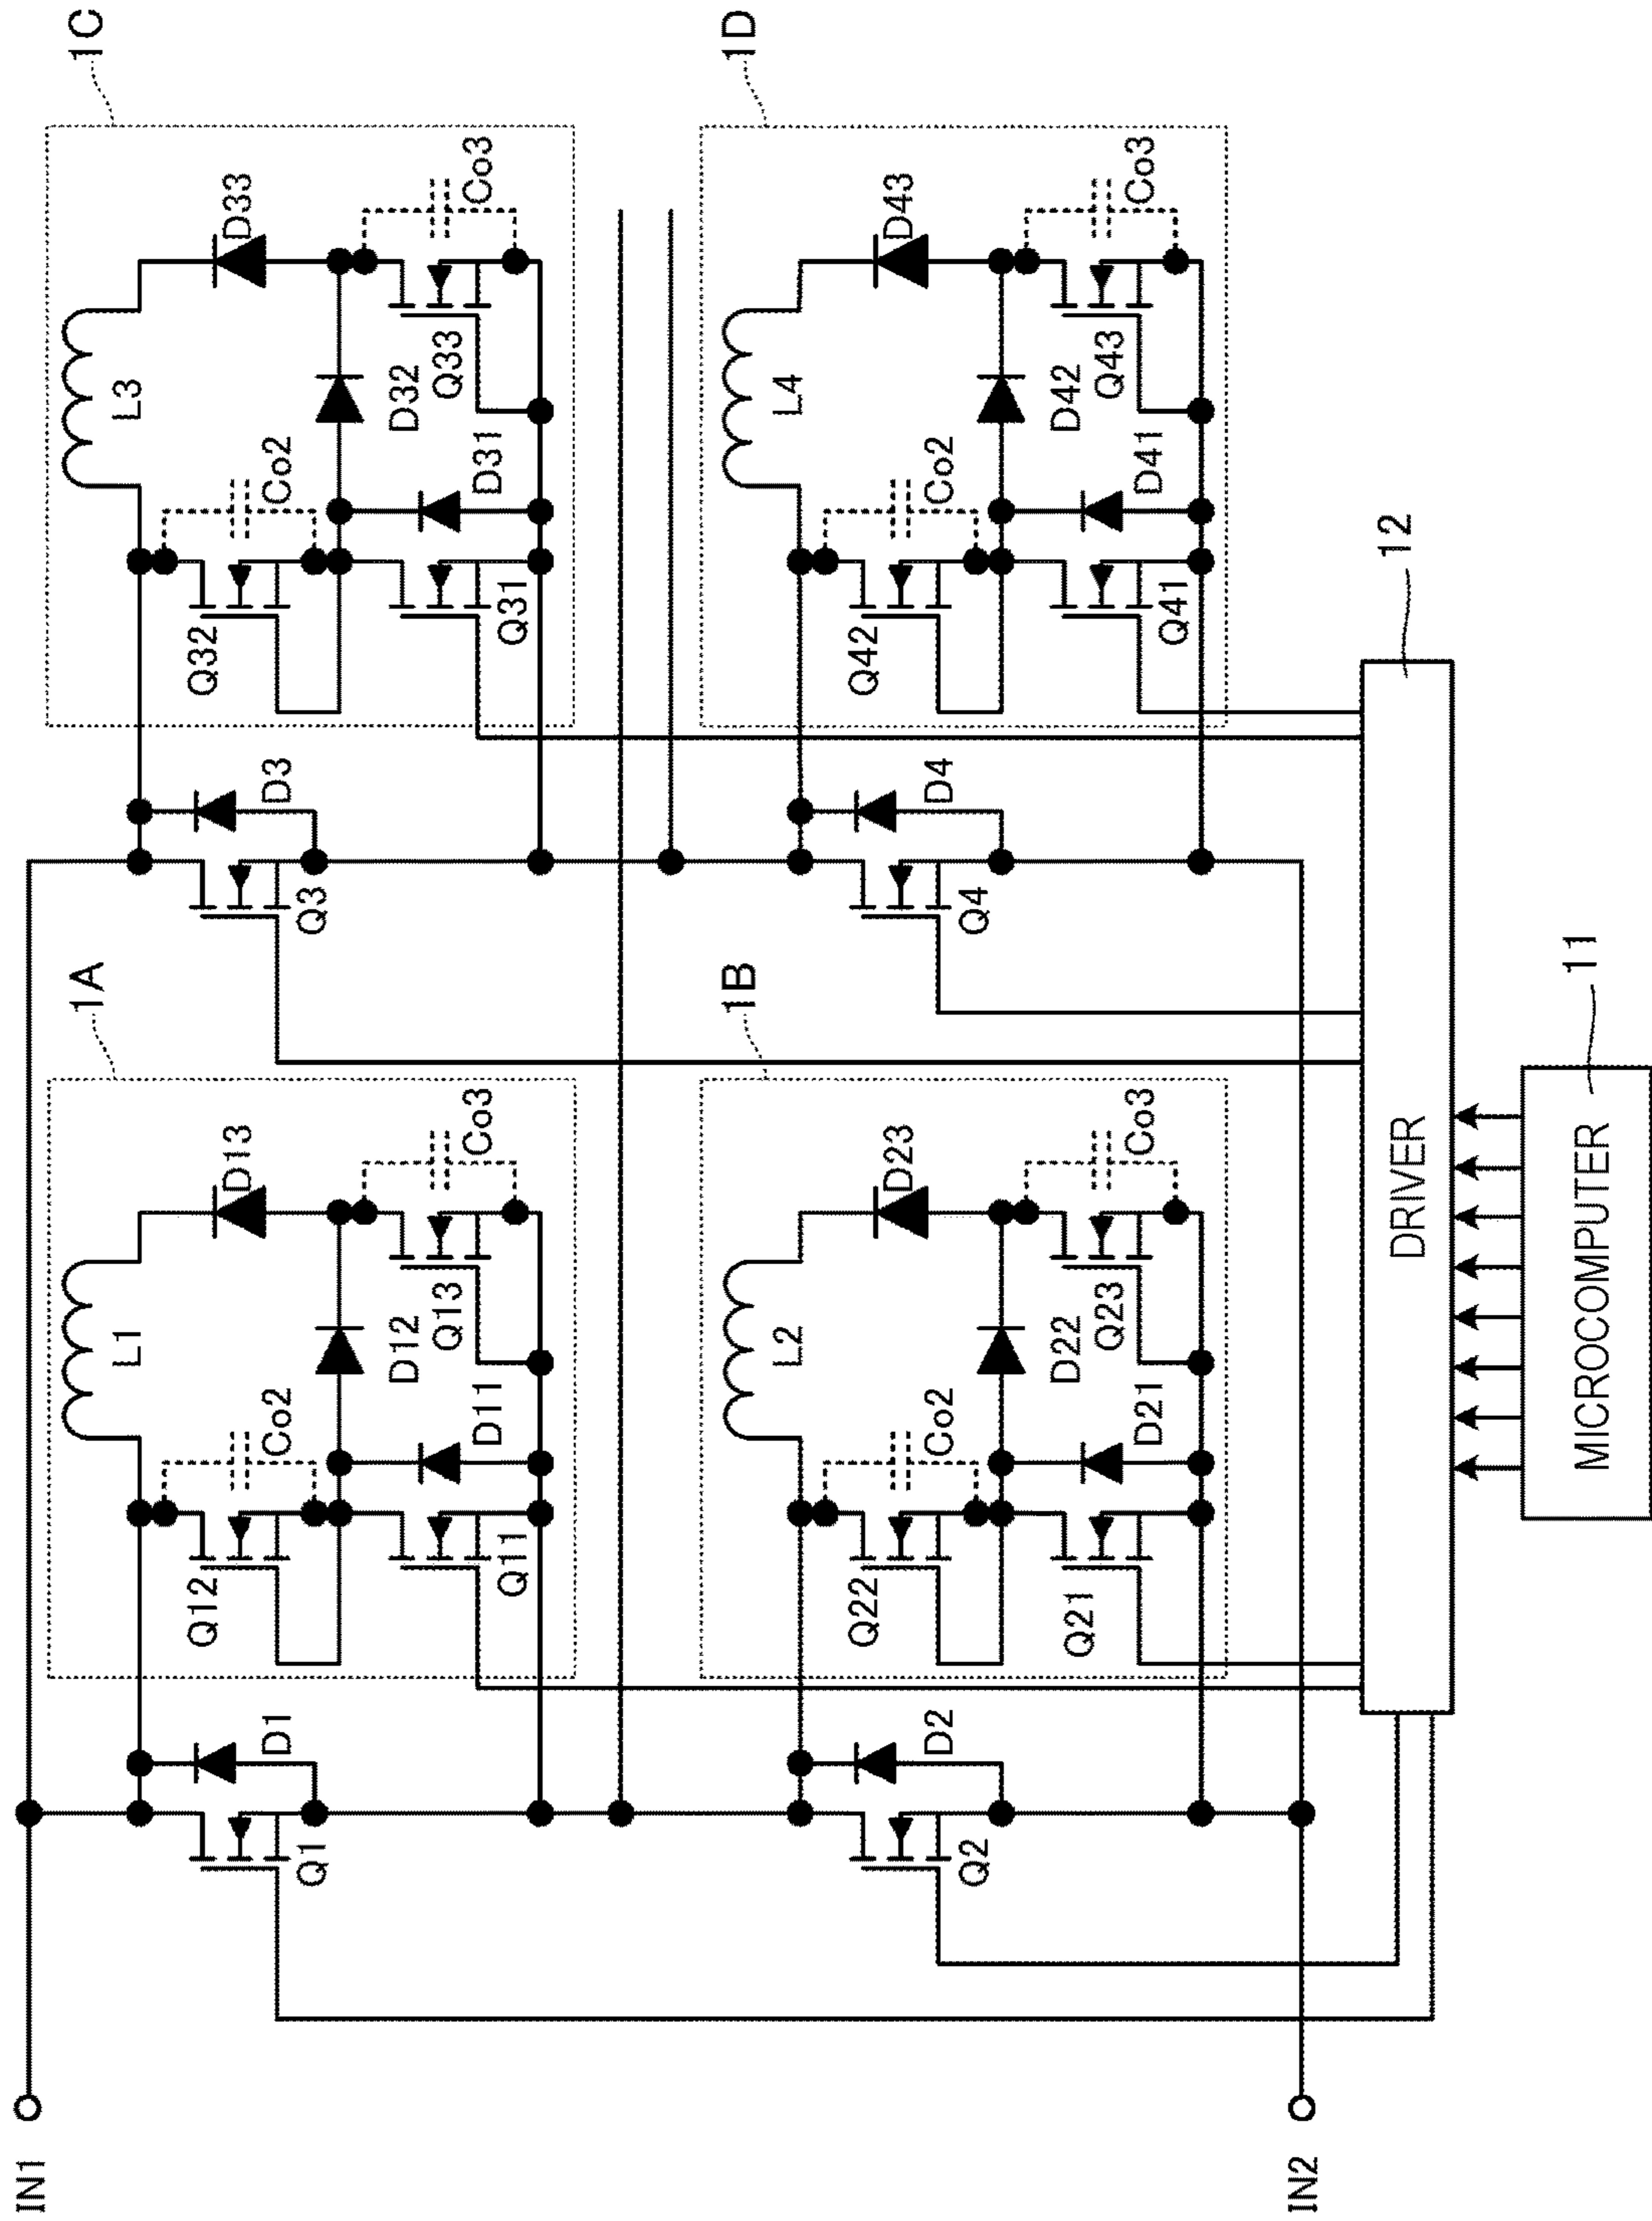 1A
1C
L1
D13
L3
D33
Co2
Co3
Co2
Co3
D1
Q12
D3
Q32
D12
Q13
D32
Q33
D11
D31
Q1
Q11
Q3
Q31
1B
1D
L2
D23
L4
D43
Co2
Co3
Co2
Co3
D2
Q22
D4
Q42
D22
Q23
D42
Q43
D21
D41
Q2
Q21
Q4
Q41
IN1
IN2
12
DRIVER
11
MICROCOMPUTER